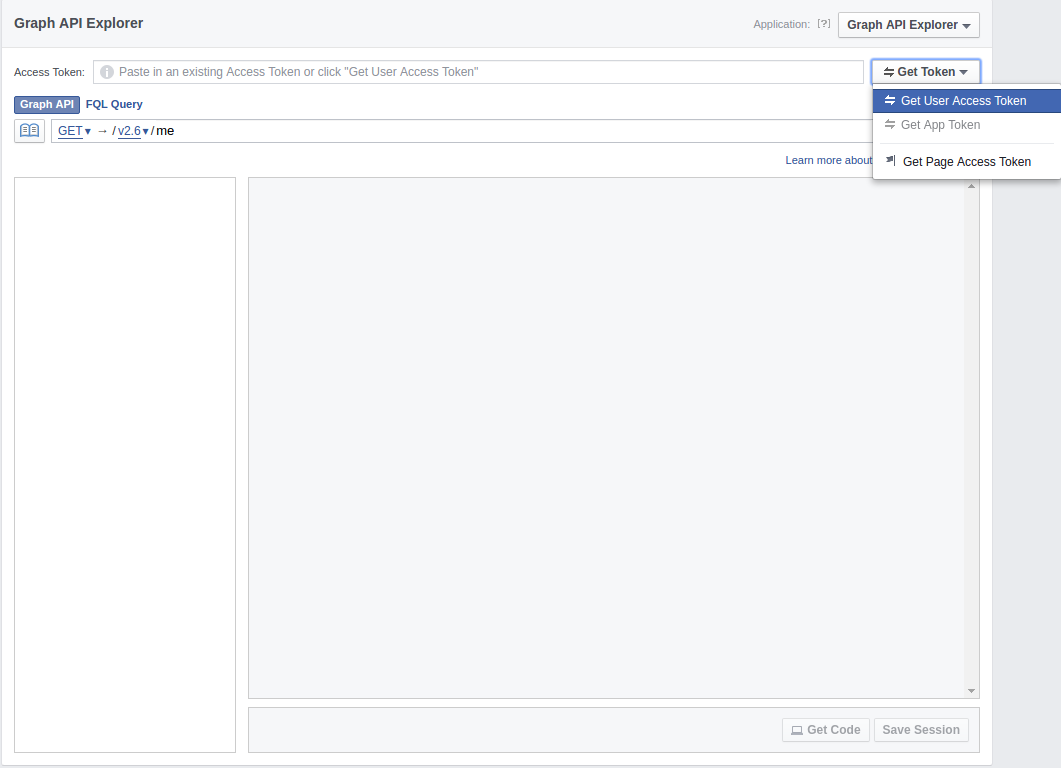 Graph API Explorer
Application: [?] Graph API Explorer
Access Token: Paste in an existing Access Token or click "Get User Access Token" Get Token
Get User Access Token
Graph API FQL Query
Get App Token
GET → / v2.6 / me
Learn more about
Get Page Access Token
Get Code Save Session